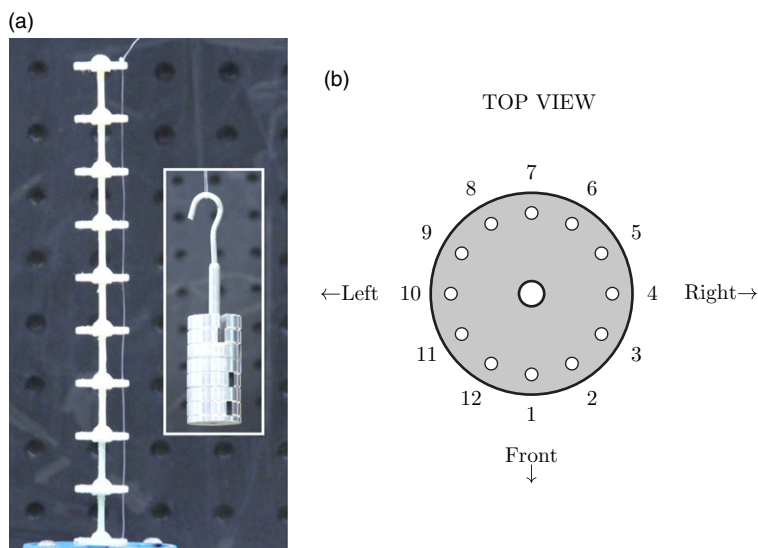 (a)
(b)
TOP VIEW
7
8 6
9 5
←Left 10 4 Right→
11 3
12 2
1
Front
↓